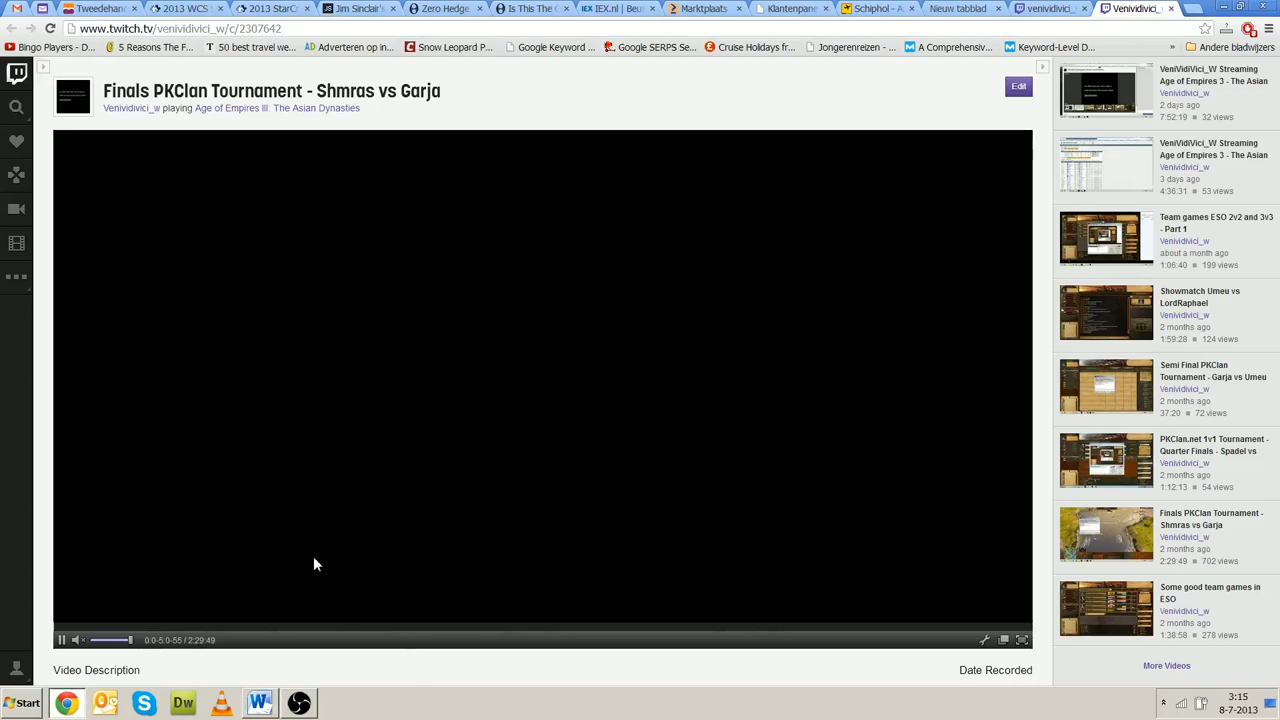 Tweedehan
2013 WCS
2013 StarCr
Jim Sinclair's
Zero Hedge
Is This The
IEX IEX.nl | Beur
Marktplaats
Klantenpan
Schiphol - A
Nieuw tabblad
venividivici_
Venividivici_
www.twitch.tv/venividivici_w/c/2307642
Bingo Players - D...
5 Reasons The F...
50 best travel we...
Adverteren op in...
Snow Leopard P...
Google Keyword ...
Google SERPS Se...
Cruise Holidays fr...
Jongerenreizen - ...
A Comprehensiv...
Keyword-Level D...
»
Andere bladwijzers
Finals PKClan Tournament - Shmras vs Garja
Venividivici_w playing Age of Empires III: The Asian Dynasties
Edit
0:0-5:0-55 / 2:29:49
Video Description
Date Recorded
VeniVidiVici_W Streaming
Age of Empires 3 - The Asian
Venividivici_w
2 days ago
7:52:19 32 views
VeniVidiVici_W Streaming
Age of Empires 3 - The Asian
Venividivici_w
3 days ago
4:36:31 53 views
Team games ESO 2v2 and 3v3
- Part 1
Venividivici_w
about a month ago
1:06:40 199 views
Showmatch Umeu vs
LordRaphael
Venividivici_w
2 months ago
1:59:28 124 views
Semi Final PKClan
Tournament - Garja vs Umeu
Venividivici_w
2 months ago
37:20 72 views
PKClan.net 1v1 Tournament -
Quarter Finals - Spadel vs
Venividivici_w
2 months ago
1:12:13 54 views
Finals PKClan Tournament -
Shmras vs Garja
Venividivici_w
2 months ago
2:29:49 702 views
Some good team games in
ESO
Venividivici_w
2 months ago
1:38:58 278 views
More Videos
Start
Dw
3:15
8-7-2013